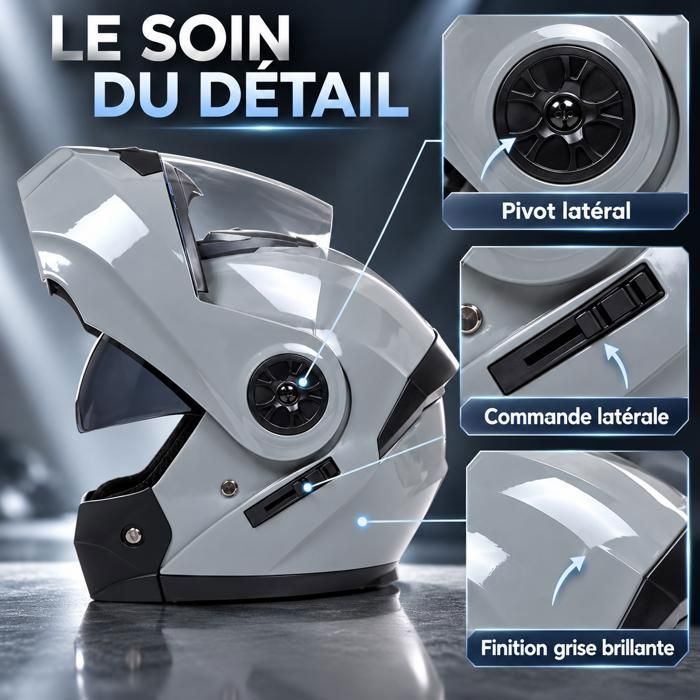 LE SOIN
DU DÉTAIL
Pivot latéral
Commande latérale
Finition grise brillante